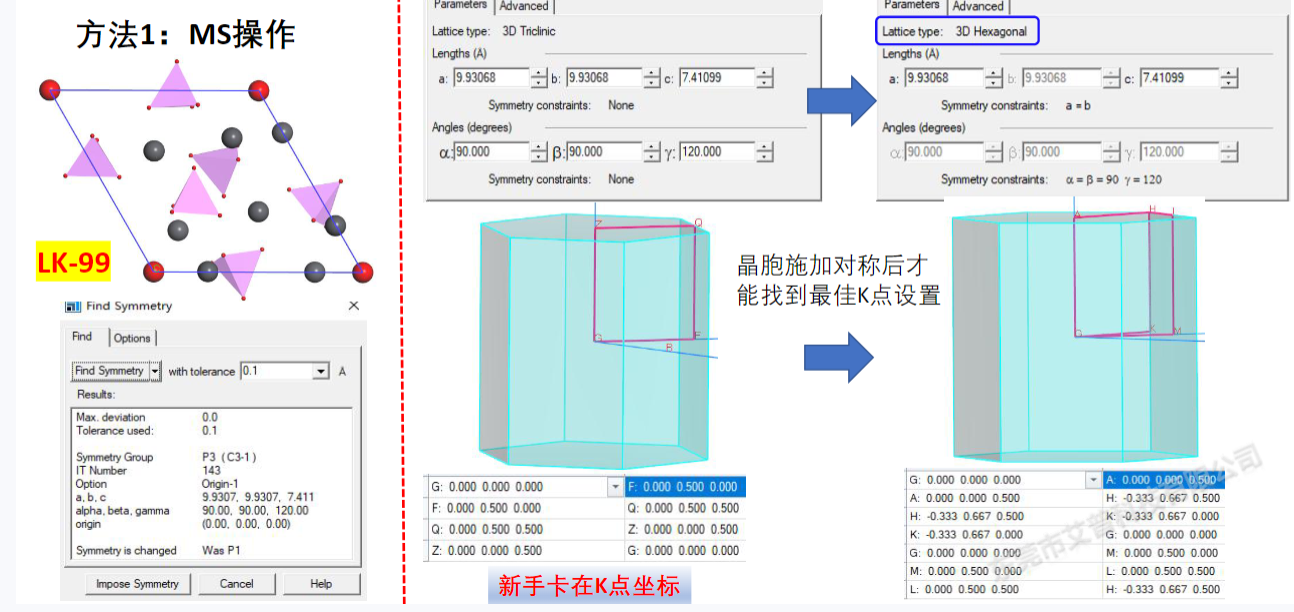 方法1：MS操作
LK-99
Find Symmetry
Find
Options
Find Symmetry
with tolerance
0.1
A
Results:
Max. deviation 0.0
Tolerance used: 0.1
Symmetry Group P3 (C3-1)
IT Number 143
Option Origin-1
a, b, c 9.9307, 9.9307, 7.411
alpha, beta, gamma 90.00, 90.00, 120.00
origin (0.00, 0.00, 0.00)
Symmetry is changed Was P1
Impose Symmetry
Cancel
Help
Parameters
Advanced
Lattice type: 3D Triclinic
Lengths (Å)
a: 9.93068 b: 9.93068 c: 7.41099
Symmetry constraints: None
Angles (degrees)
α: 90.000 β: 90.000 γ: 120.000
Symmetry constraints: None
Parameters
Advanced
Lattice type: 3D Hexagonal
Lengths (Å)
a: 9.93068 b: 9.93068 c: 7.41099
Symmetry constraints: a = b
Angles (degrees)
α: 90.000 β: 90.000 γ: 120.000
Symmetry constraints: α = β = 90 γ = 120
Z
Q
G
F
B
晶胞施加对称后才
能找到最佳K点设置
A
H
L
G
K
M
G: 0.000 0.000 0.000
F: 0.000 0.500 0.000
F: 0.000 0.500 0.000
Q: 0.000 0.500 0.500
Q: 0.000 0.500 0.500
Z: 0.000 0.000 0.500
Z: 0.000 0.000 0.500
G: 0.000 0.000 0.000
新手卡在K点坐标
G: 0.000 0.000 0.000
A: 0.000 0.000 0.500
A: 0.000 0.000 0.500
H: -0.333 0.667 0.500
H: -0.333 0.667 0.500
K: -0.333 0.667 0.000
K: -0.333 0.667 0.000
G: 0.000 0.000 0.000
G: 0.000 0.000 0.000
M: 0.000 0.500 0.000
M: 0.000 0.500 0.000
L: 0.000 0.500 0.500
L: 0.000 0.500 0.500
H: -0.333 0.667 0.500